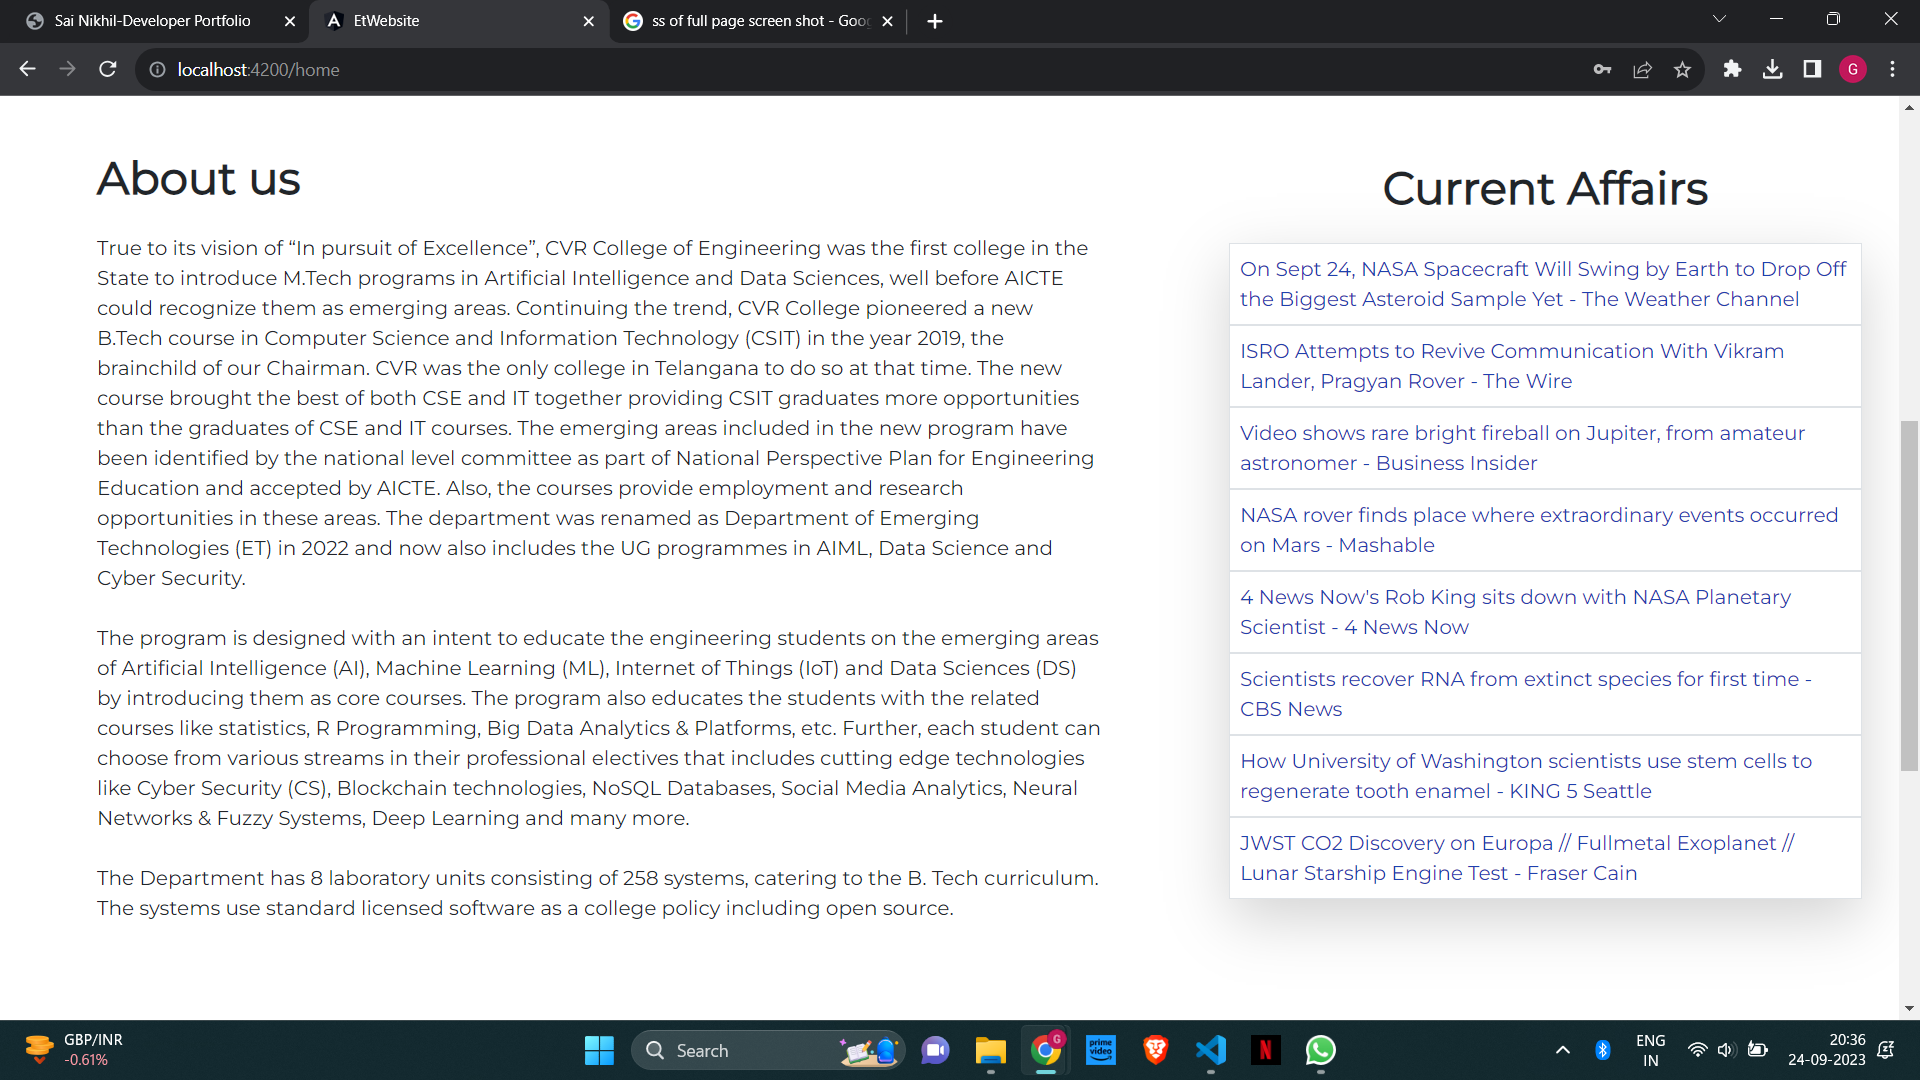 Sai Nikhil-Developer Portfolio
EtWebsite
ss of full page screen shot - Goo
localhost:4200/home
G
About us
True to its vision of “In pursuit of Excellence”, CVR College of Engineering was the first college in the
State to introduce M.Tech programs in Artificial Intelligence and Data Sciences, well before AICTE
could recognize them as emerging areas. Continuing the trend, CVR College pioneered a new
B.Tech course in Computer Science and Information Technology (CSIT) in the year 2019, the
brainchild of our Chairman. CVR was the only college in Telangana to do so at that time. The new
course brought the best of both CSE and IT together providing CSIT graduates more opportunities
than the graduates of CSE and IT courses. The emerging areas included in the new program have
been identified by the national level committee as part of National Perspective Plan for Engineering
Education and accepted by AICTE. Also, the courses provide employment and research
opportunities in these areas. The department was renamed as Department of Emerging
Technologies (ET) in 2022 and now also includes the UG programmes in AIML, Data Science and
Cyber Security.
The program is designed with an intent to educate the engineering students on the emerging areas
of Artificial Intelligence (AI), Machine Learning (ML), Internet of Things (IoT) and Data Sciences (DS)
by introducing them as core courses. The program also educates the students with the related
courses like statistics, R Programming, Big Data Analytics & Platforms, etc. Further, each student can
choose from various streams in their professional electives that includes cutting edge technologies
like Cyber Security (CS), Blockchain technologies, NoSQL Databases, Social Media Analytics, Neural
Networks & Fuzzy Systems, Deep Learning and many more.
The Department has 8 laboratory units consisting of 258 systems, catering to the B. Tech curriculum.
The systems use standard licensed software as a college policy including open source.
Current Affairs
On Sept 24, NASA Spacecraft Will Swing by Earth to Drop Off
the Biggest Asteroid Sample Yet - The Weather Channel
ISRO Attempts to Revive Communication With Vikram
Lander, Pragyan Rover - The Wire
Video shows rare bright fireball on Jupiter, from amateur
astronomer - Business Insider
NASA rover finds place where extraordinary events occurred
on Mars - Mashable
4 News Now's Rob King sits down with NASA Planetary
Scientist - 4 News Now
Scientists recover RNA from extinct species for first time -
CBS News
How University of Washington scientists use stem cells to
regenerate tooth enamel - KING 5 Seattle
JWST CO2 Discovery on Europa // Fullmetal Exoplanet //
Lunar Starship Engine Test - Fraser Cain
GBP/INR
-0.61%
Search
G
prime
video
N
ENG
IN
20:36
24-09-2023